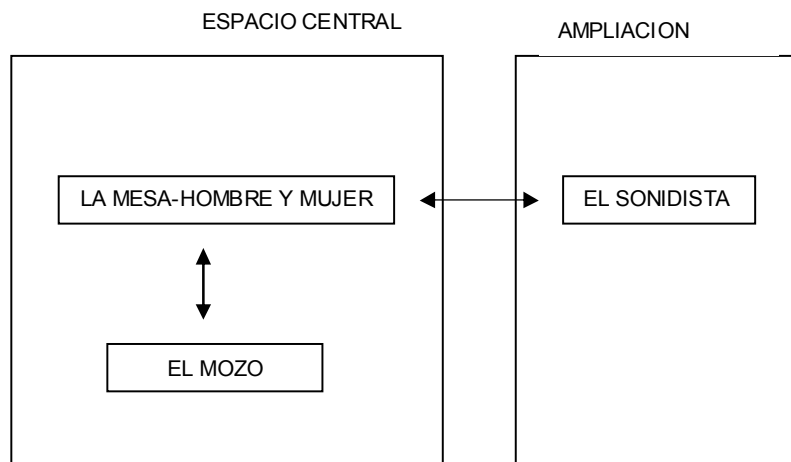 ESPACIO CENTRAL
AMPLIACION
LA MESA-HOMBRE Y MUJER
EL SONIDISTA
EL MOZO